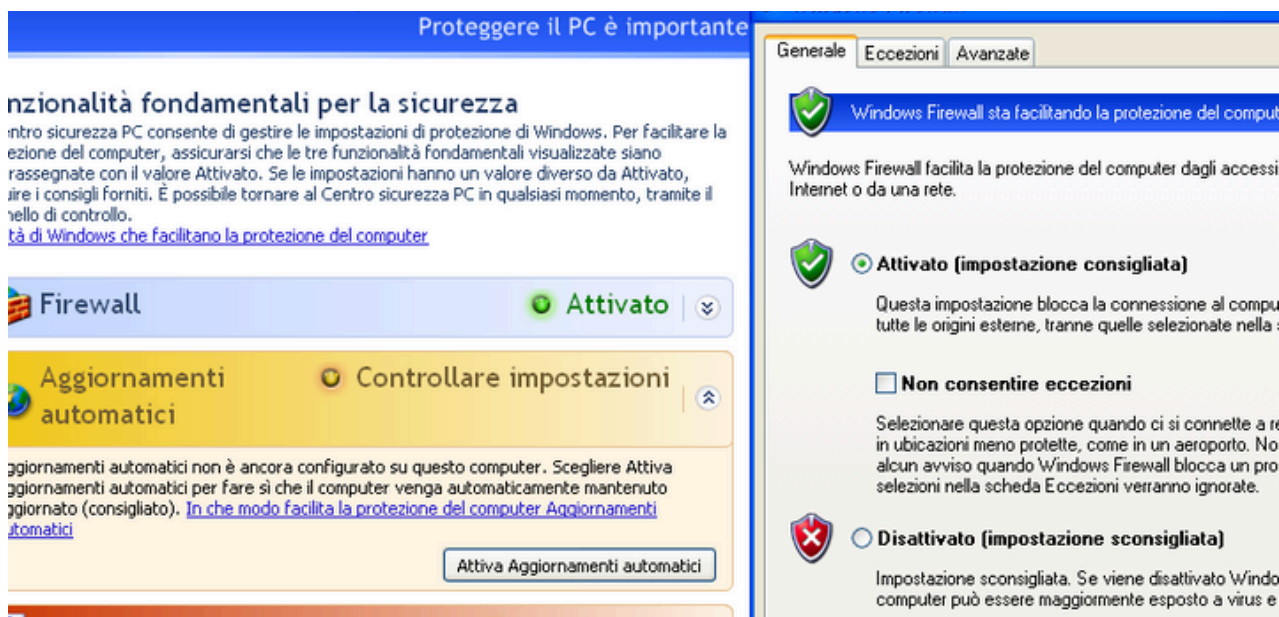 Proteggere il PC è importante
nzionalità fondamentali per la sicurezza
entro sicurezza PC consente di gestire le impostazioni di protezione di Windows. Per facilitare la
ezione del computer, assicurarsi che le tre funzionalità fondamentali visualizzate siano
rassegnate con il valore Attivato. Se le impostazioni hanno un valore diverso da Attivato,
ire i consigli forniti. È possibile tornare al Centro sicurezza PC in qualsiasi momento, tramite il
nello di controllo.
tà di Windows che facilitano la protezione del computer
Firewall
Attivato
Aggiornamenti
automatici
Controllare impostazioni
ggiornamenti automatici non è ancora configurato su questo computer. Scegliere Attiva
ggiornamenti automatici per fare sì che il computer venga automaticamente mantenuto
ggiornato (consigliato). In che modo facilita la protezione del computer Aggiornamenti
utomatici
Attiva Aggiornamenti automatici
Generale
Eccezioni
Avanzate
Windows Firewall sta facilitando la protezione del comput
Windows Firewall facilita la protezione del computer dagli accessi
Internet o da una rete.
Attivato (impostazione consigliata)
Questa impostazione blocca la connessione al compu
tutte le origini esterne, tranne quelle selezionate nella
Non consentire eccezioni
Selezionare questa opzione quando ci si connette a re
in ubicazioni meno protette, come in un aeroporto. No
alcun avviso quando Windows Firewall blocca un pro
selezioni nella scheda Eccezioni verranno ignorate.
Disattivato (impostazione sconsigliata)
Impostazione sconsigliata. Se viene disattivato Windo
computer può essere maggiormente esposto a virus e